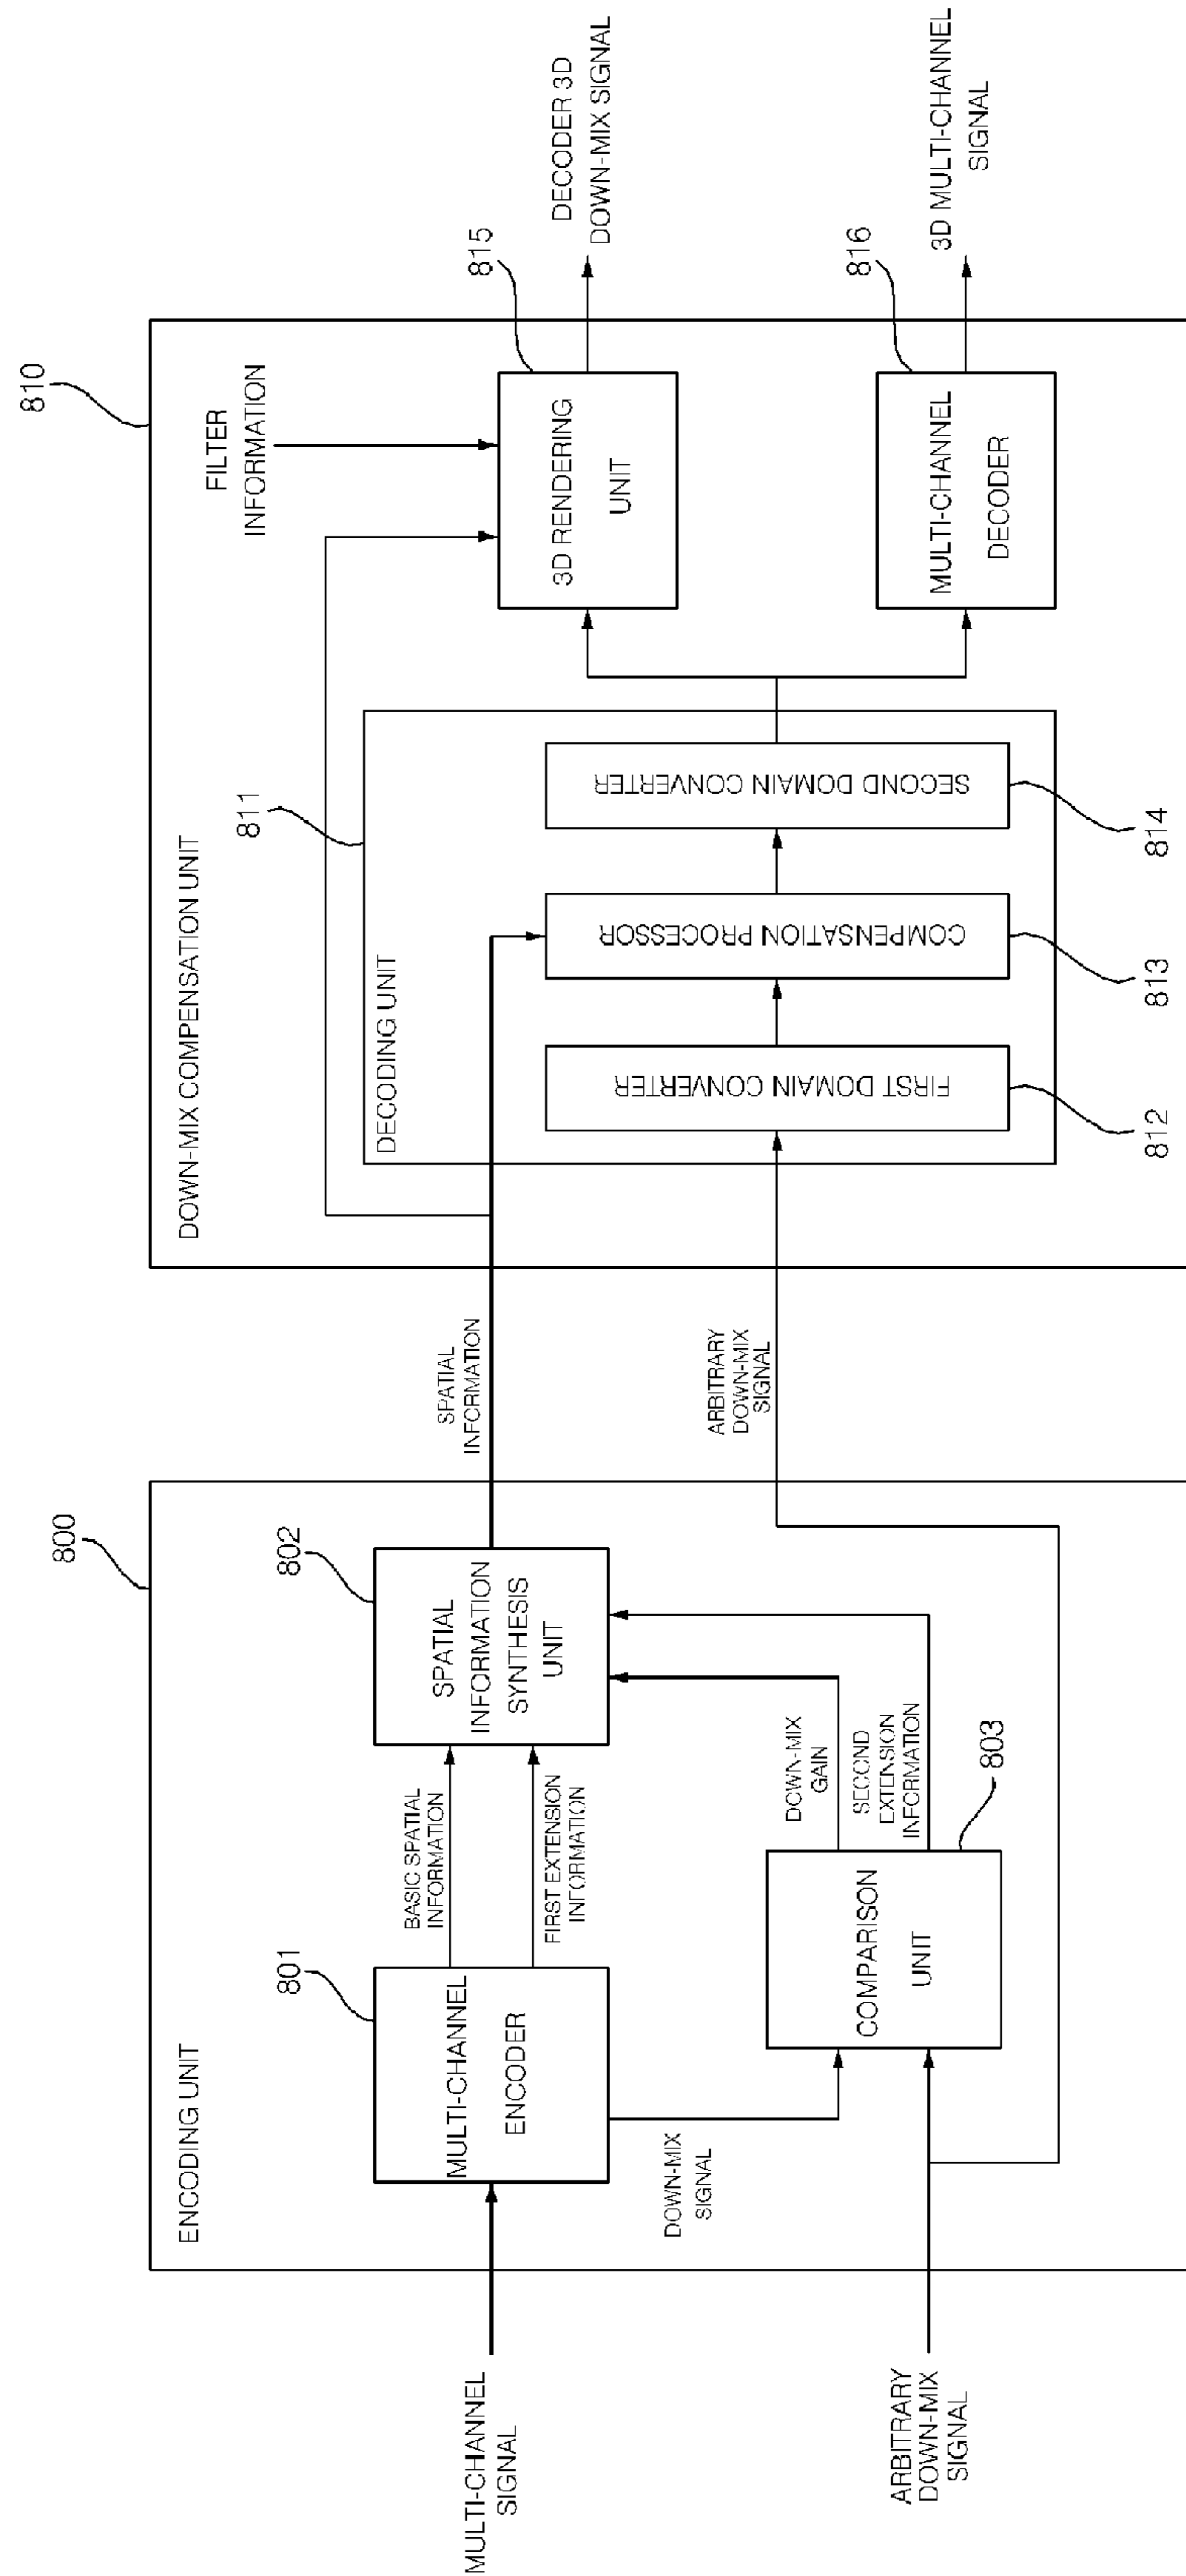 800
ENCODING UNIT
MULTI-CHANNEL
SIGNAL
801
MULTI-CHANNEL
ENCODER
BASIC SPATIAL
INFORMATION
FIRST EXTENSION
INFORMATION
802
SPATIAL
INFORMATION
SYNTHESIS
UNIT
DOWN-MIX
SIGNAL
ARBITRARY
DOWN-MIX
SIGNAL
COMPARISON
UNIT
803
DOWN-MIX
GAIN
SECOND
EXTENSION
INFORMATION
SPATIAL
INFORMATION
ARBITRARY
DOWN-MIX
SIGNAL
810
DOWN-MIX COMPENSATION UNIT
811
DECODING UNIT
FIRST DOMAIN CONVERTER
812
COMPENSATION PROCESSOR
813
SECOND DOMAIN CONVERTER
814
FILTER
INFORMATION
815
3D RENDERING
UNIT
DECODER 3D
DOWN-MIX SIGNAL
816
MULTI-CHANNEL
DECODER
3D MULTI-CHANNEL
SIGNAL